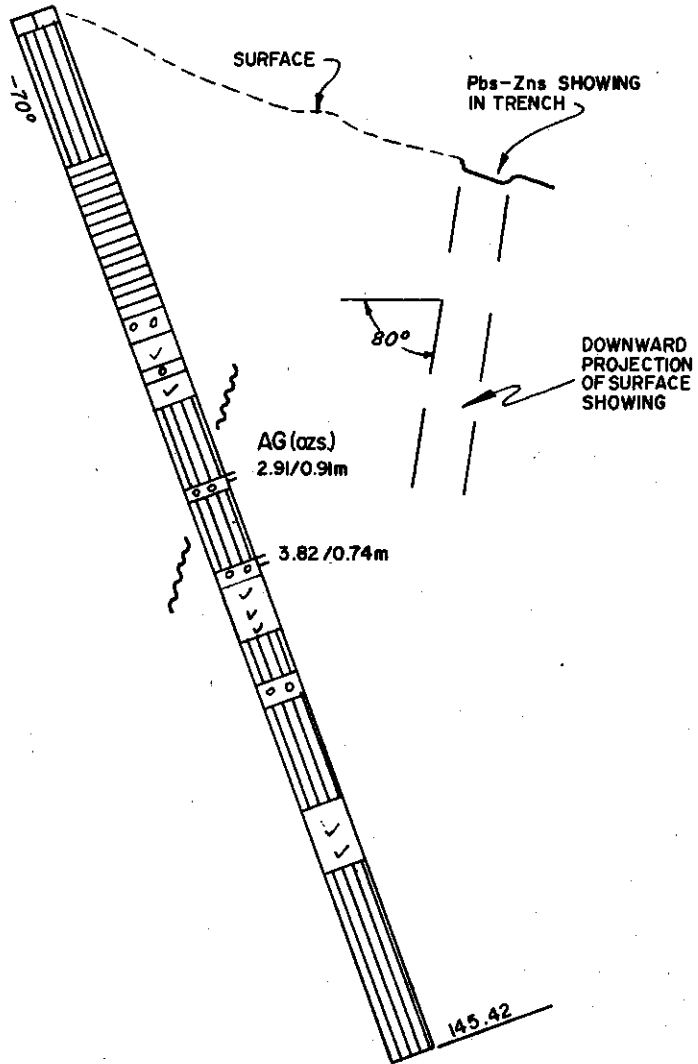 -70°
SURFACE
Pbs-Zns SHOWING
IN TRENCH
80°
DOWNWARD
PROJECTION
OF SURFACE
SHOWING
AG (ozs.)
2.91/0.91m
3.82/0.74m
145.42